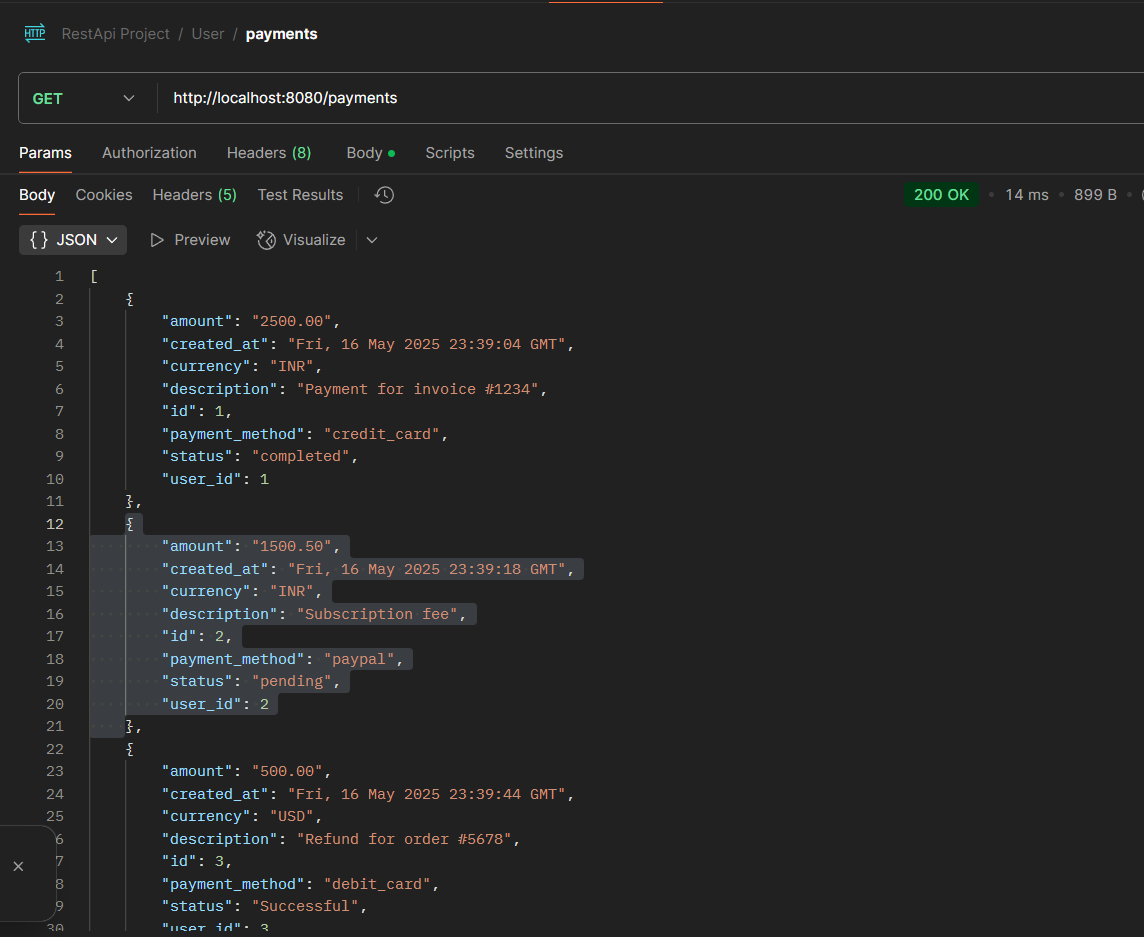 HTTP RestApi Project / User / payments
GET http://localhost:8080/payments
Params Authorization Headers (8) Body Scripts Settings
Body Cookies Headers (5) Test Results 200 OK 14 ms 899 B
{} JSON Preview Visualize
1 [
2 {
3 "amount": "2500.00",
4 "created_at": "Fri, 16 May 2025 23:39:04 GMT",
5 "currency": "INR",
6 "description": "Payment for invoice #1234",
7 "id": 1,
8 "payment_method": "credit_card",
9 "status": "completed",
10 "user_id": 1
11 },
12 {
13 "amount": "1500.50",
14 "created_at": "Fri, 16 May 2025 23:39:18 GMT",
15 "currency": "INR",
16 "description": "Subscription fee",
17 "id": 2,
18 "payment_method": "paypal",
19 "status": "pending",
20 "user_id": 2
21 },
22 {
23 "amount": "500.00",
24 "created_at": "Fri, 16 May 2025 23:39:44 GMT",
25 "currency": "USD",
6 "description": "Refund for order #5678",
7 "id": 3,
8 "payment_method": "debit_card",
9 "status": "Successful",
30 "user_id": 3